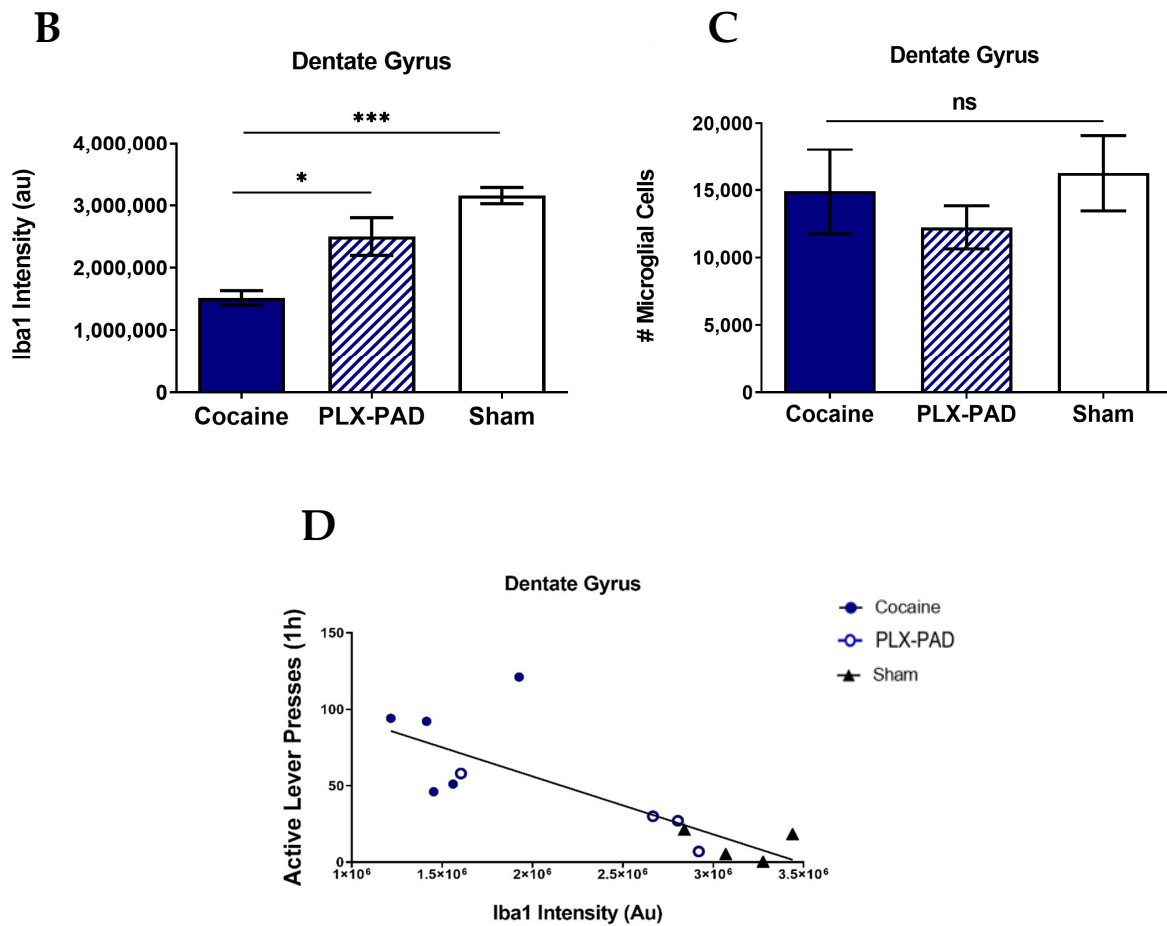 B
Dentate Gyrus
***
*
Iba1 Intensity (au)
4,000,000
3,000,000
2,000,000
1,000,000
0
Cocaine PLX-PAD Sham
C
Dentate Gyrus
ns
# Microglial Cells
20,000
15,000
10,000
5,000
0
Cocaine PLX-PAD Sham
D
Dentate Gyrus
Active Lever Presses (1h)
150
100
50
0
1×10⁶ 1.5×10⁶ 2×10⁶ 2.5×10⁶ 3×10⁶ 3.5×10⁶
Iba1 Intensity (Au)
Cocaine
PLX-PAD
Sham